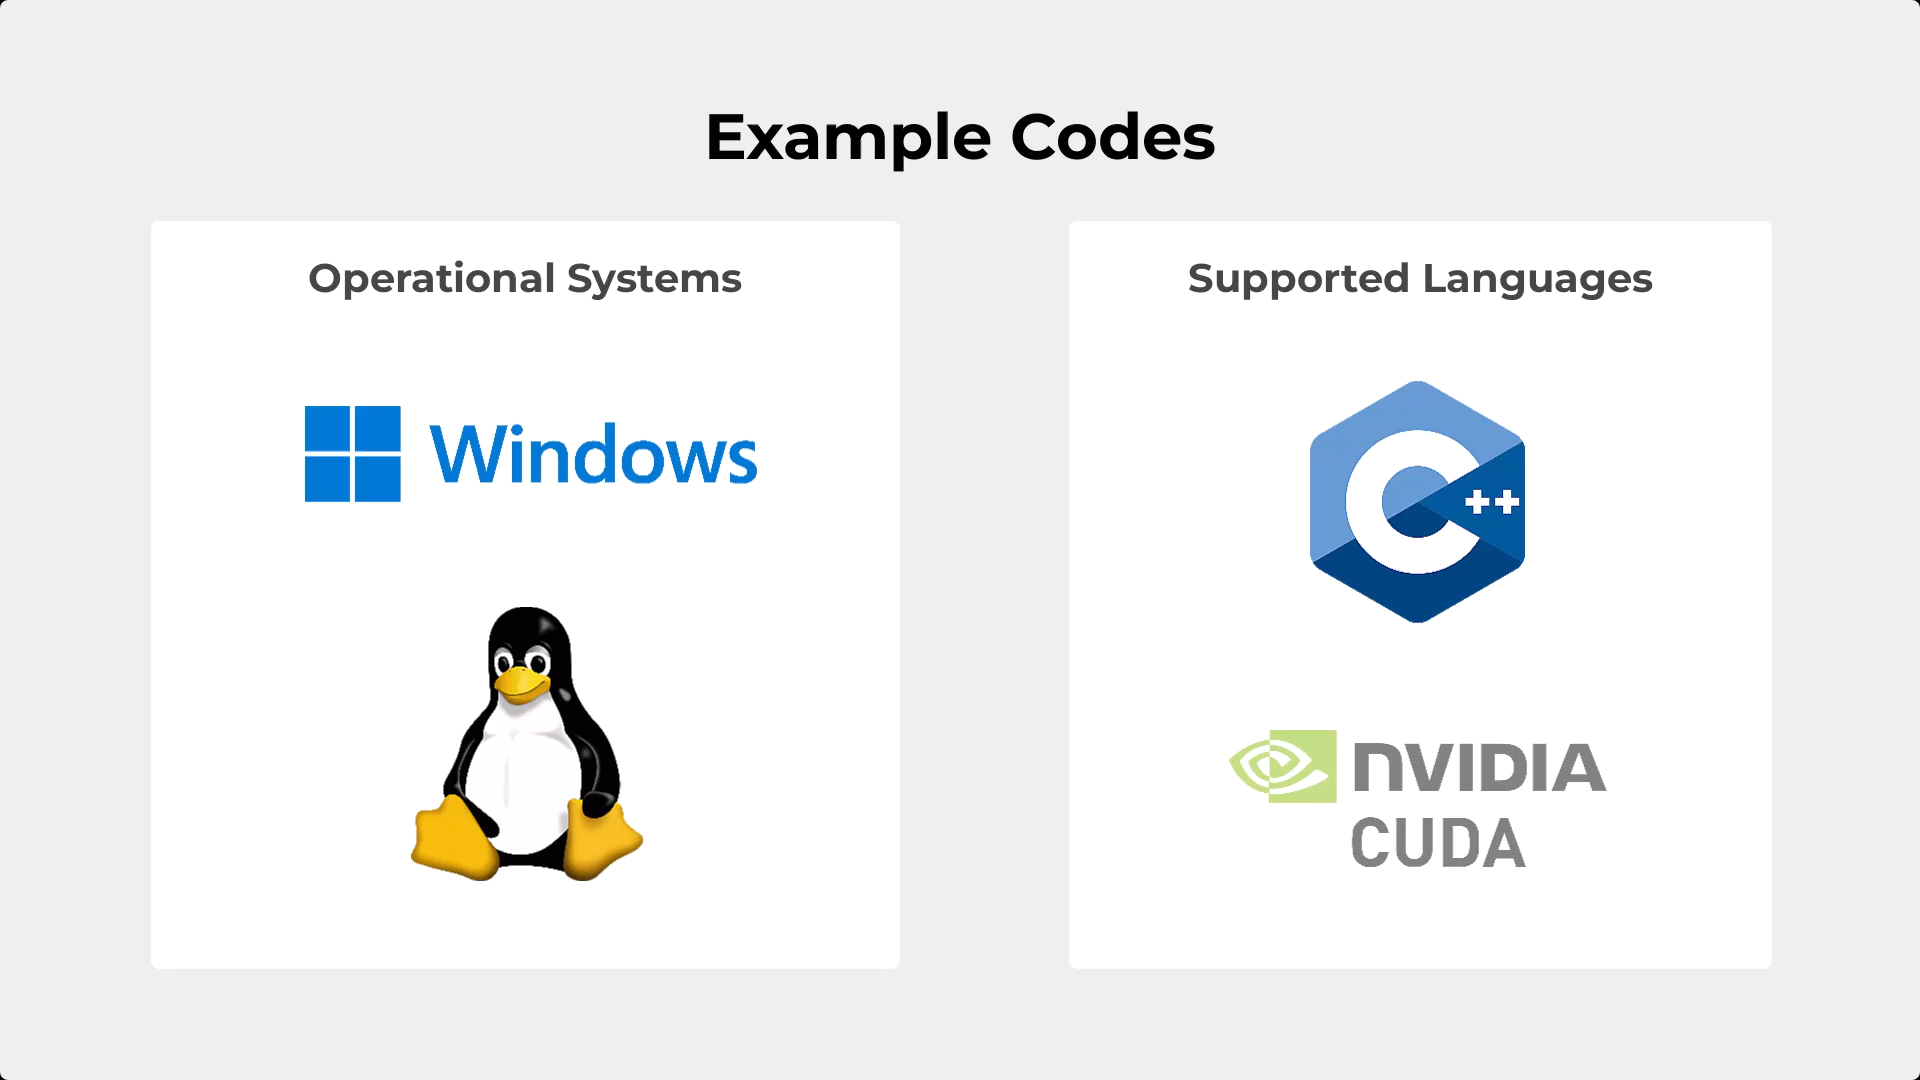 Example Codes
Operational Systems
Windows
Supported Languages
C++
NVIDIA
CUDA